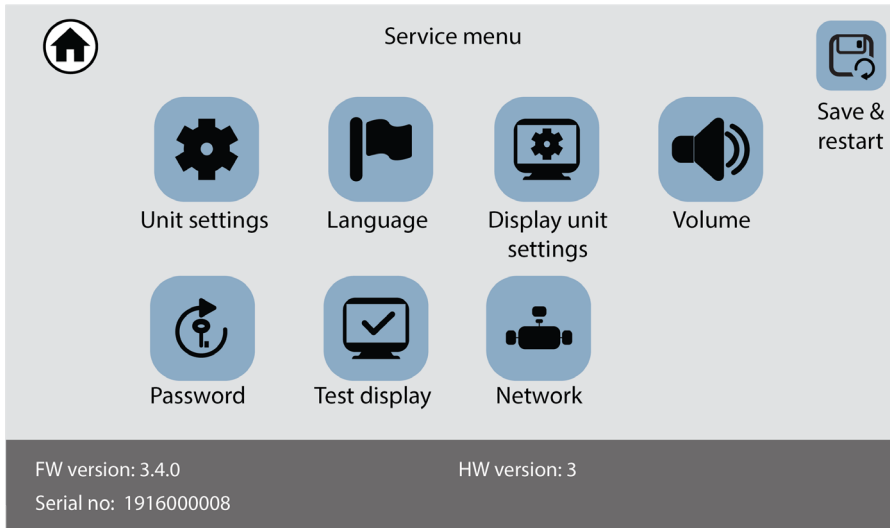 Service menu
Save &
restart
Unit settings
Language
Display unit
settings
Volume
Password
Test display
Network
FW version: 3.4.0
HW version: 3
Serial no: 1916000008